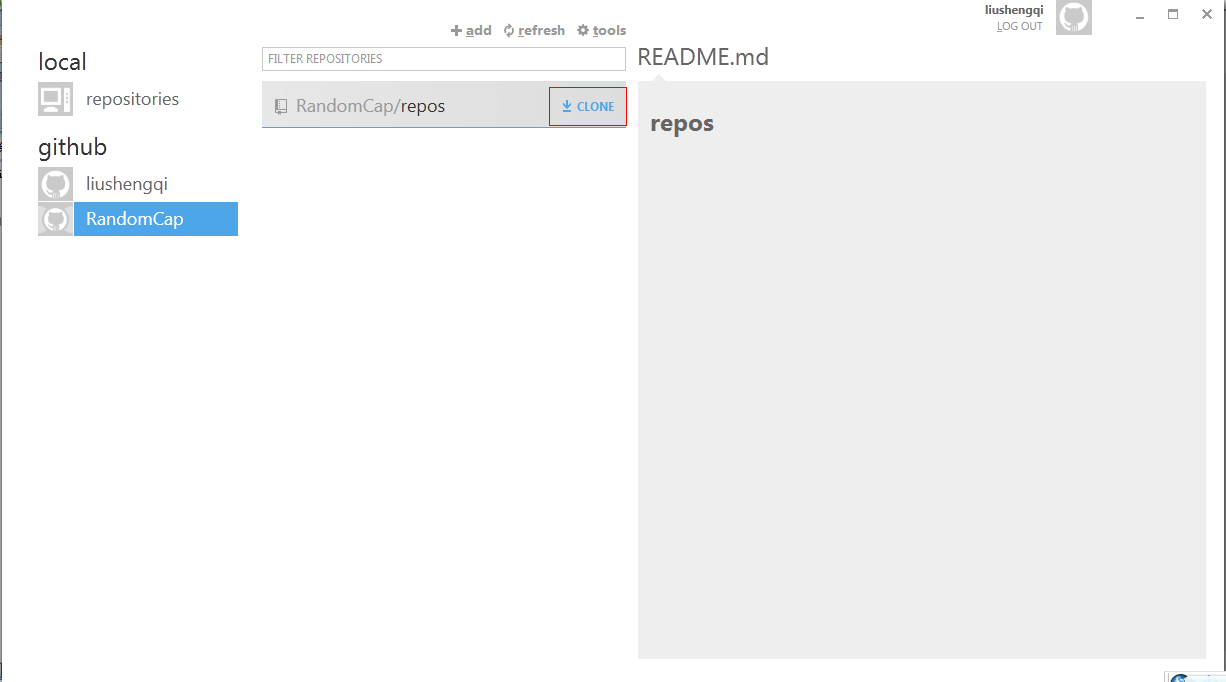 liushengqi
LOG OUT
add refresh tools
local
repositories
github
liushengqi
RandomCap
FILTER REPOSITORIES
RandomCap/repos
CLONE
README.md
repos